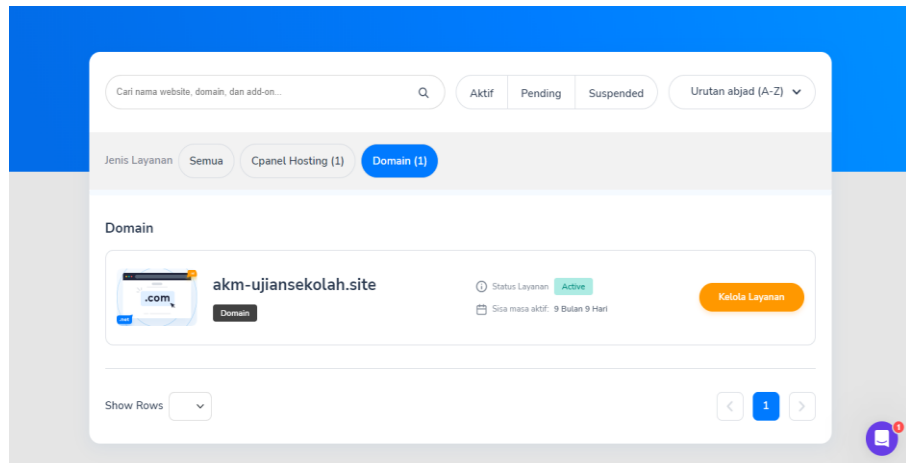 Cari nama website, domain, dan add-on...
Aktif Pending Suspended
Urutan abjad (A-Z)
Jenis Layanan Semua Cpanel Hosting (1) Domain (1)
Domain
.com
akm-ujiansekolah.site
Domain
Status Layanan Active
Sisa masa aktif: 9 Bulan 9 Hari
Kelola Layanan
Show Rows
1
1